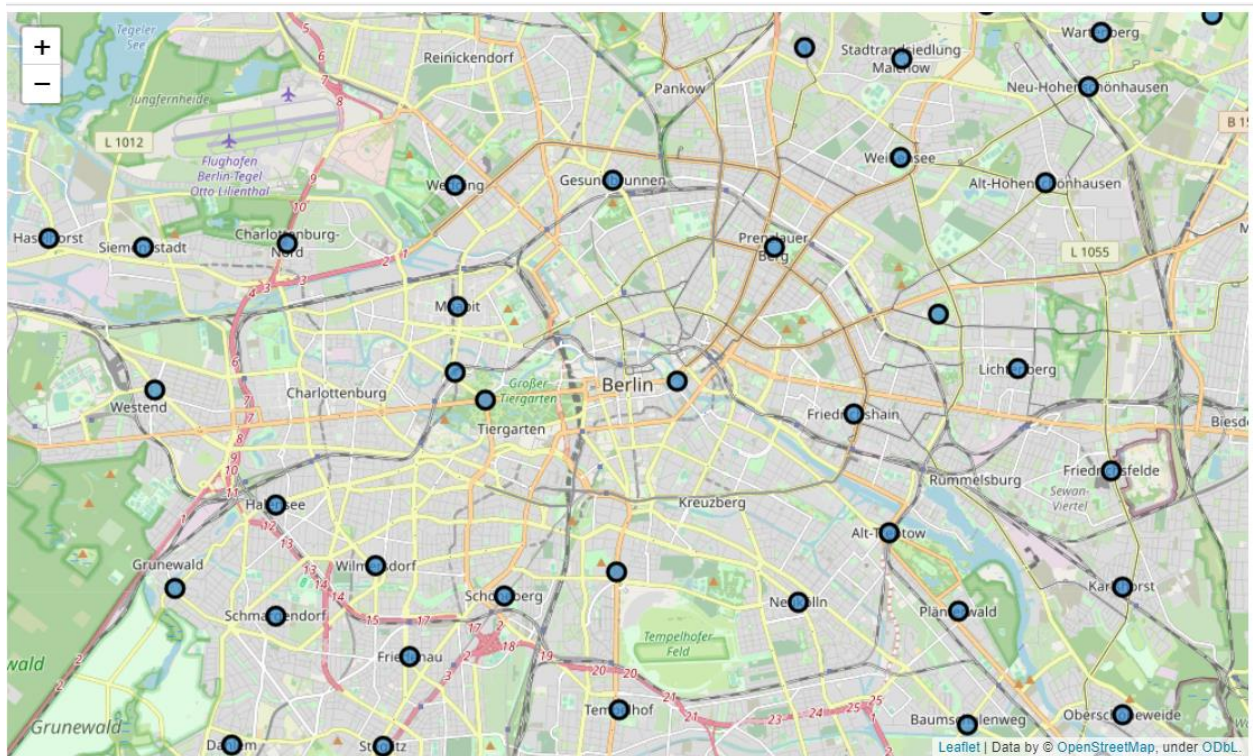 +
−
Tegeler
See
Jungfernheide
L 1012
Flughafen
Berlin-Tegel
Otto Lilienthal
Reinickendorf
Pankow
Stadtrandsiedlung
Malchow
Wartenberg
Neu-Hohenschönhausen
Wedding
Gesundbrunnen
Weißensee
Alt-Hohenschönhausen
Haselhorst
Siemensstadt
Charlottenburg-
Nord
Prenzlauer
Berg
L 1055
Moabit
Lichtenberg
Westend
Charlottenburg
Großer
Tiergarten
Berlin
Tiergarten
Friedrichshain
Friedrichsfelde
Sewan-
Viertel
Rummelsburg
Kreuzberg
Halensee
Alt-Treptow
Grunewald
Wilmersdorf
Schöneberg
Neukölln
Karlshorst
Schmargendorf
Plänterwald
Tempelhofer
Feld
Friedenau
Grunewald
Tempelhof
Baumschulenweg
Oberschöneweide
Dahlem
Steglitz
Leaflet | Data by © OpenStreetMap, under ODbL.